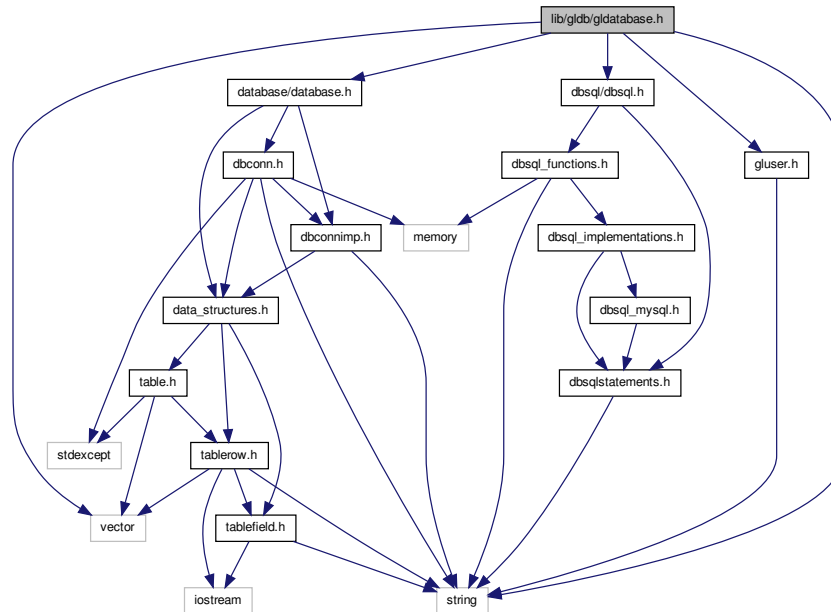 lib/gldb/gldatabase.h
database/database.h
dbsql/dbsql.h
dbconn.h
dbsql_functions.h
gluser.h
dbconnimp.h
memory
dbsql_implementations.h
data_structures.h
dbsql_mysql.h
table.h
dbsqlstatements.h
stdexcept
tablerow.h
vector
tablefield.h
iostream
string